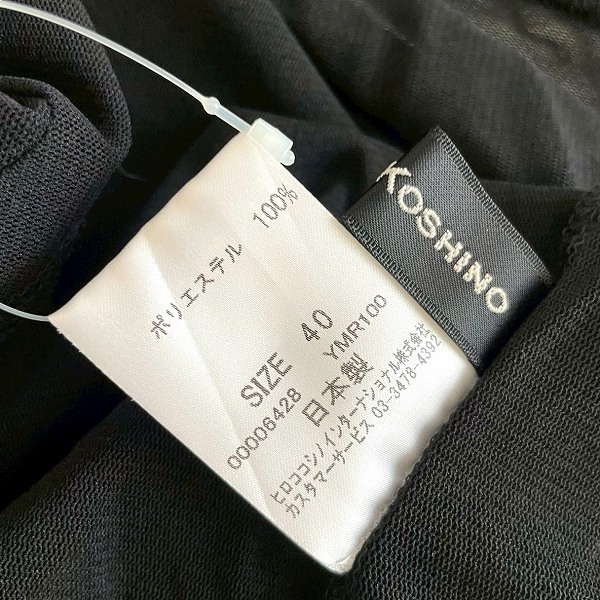 ポリエステル 100%
SIZE 40
00006428 YMR100
日本製
ヒロココシノインターナショナル株式会社
カスタマーサービス 03-3478-4392
KOSHINO